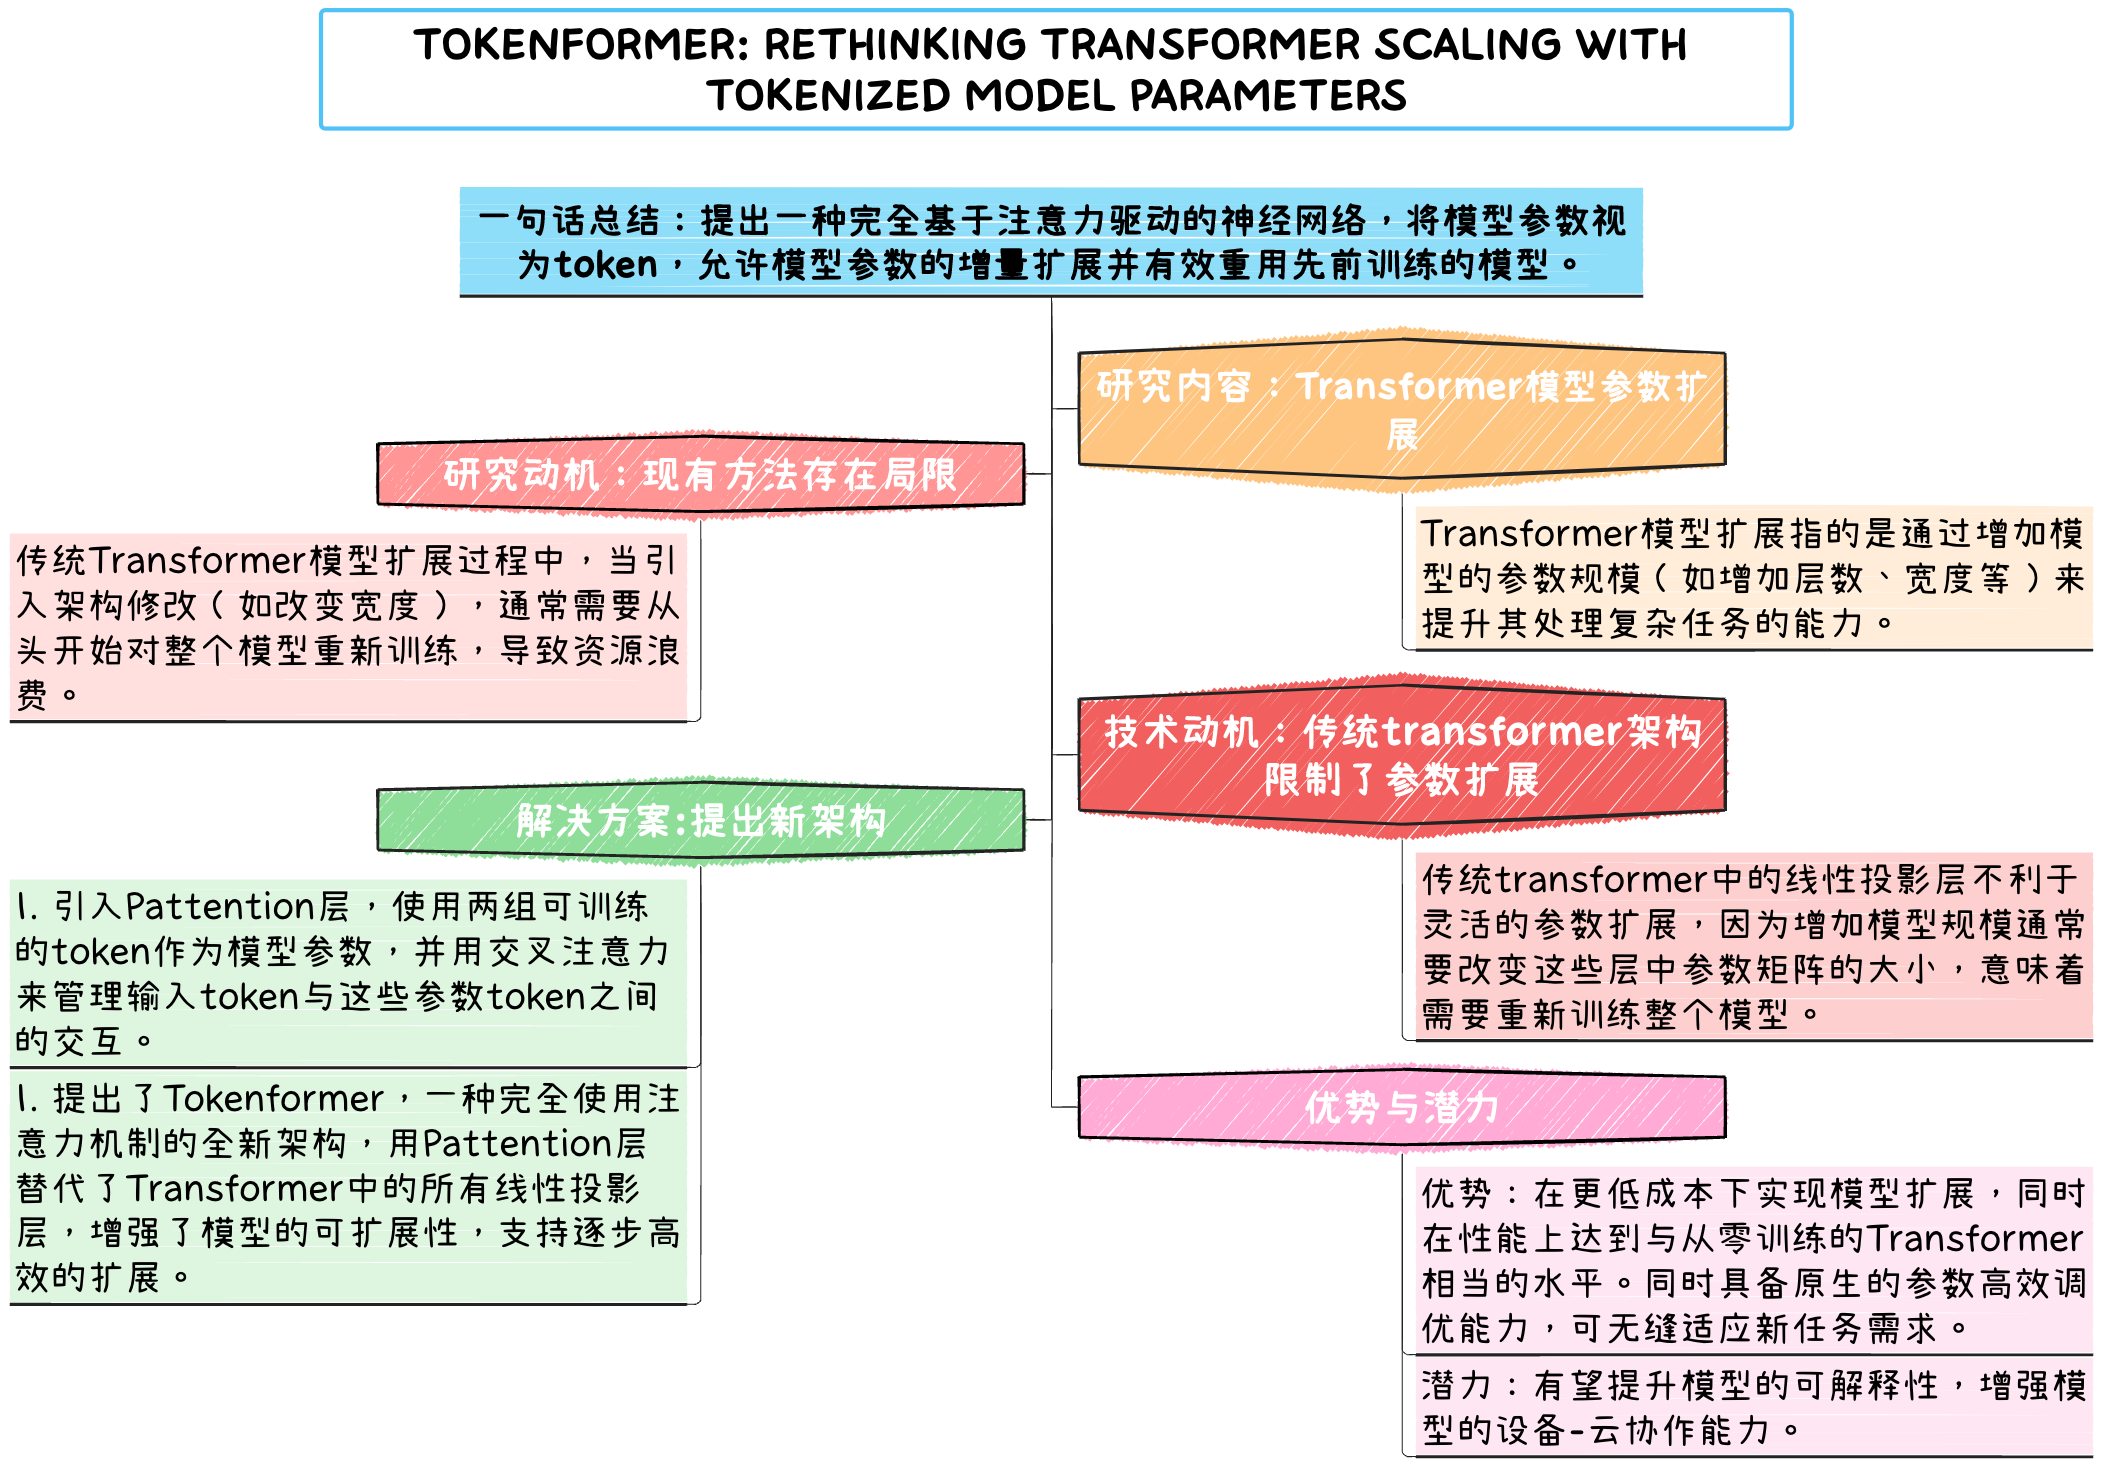 TOKENFORMER: RETHINKING TRANSFORMER SCALING WITH
TOKENIZED MODEL PARAMETERS
一句话总结：提出一种完全基于注意力驱动的神经网络，将模型参数视
为token，允许模型参数的增量扩展并有效重用先前训练的模型。
研究内容：Transformer模型参数扩
展
Transformer模型扩展指的是通过增加模
型的参数规模（如增加层数、宽度等）来
提升其处理复杂任务的能力。
研究动机：现有方法存在局限
传统Transformer模型扩展过程中，当引
入架构修改（如改变宽度），通常需要从
头开始对整个模型重新训练，导致资源浪
费。
技术动机：传统transformer架构
限制了参数扩展
传统transformer中的线性投影层不利于
灵活的参数扩展，因为增加模型规模通常
要改变这些层中参数矩阵的大小，意味着
需要重新训练整个模型。
解决方案:提出新架构
1. 引入Pattention层，使用两组可训练
的token作为模型参数，并用交叉注意力
来管理输入token与这些参数token之间
的交互。
1. 提出了Tokenformer，一种完全使用注
意力机制的全新架构，用Pattention层
替代了Transformer中的所有线性投影
层，增强了模型的可扩展性，支持逐步高
效的扩展。
优势与潜力
优势：在更低成本下实现模型扩展，同时
在性能上达到与从零训练的Transformer
相当的水平。同时具备原生的参数高效调
优能力，可无缝适应新任务需求。
潜力：有望提升模型的可解释性，增强模
型的设备-云协作能力。